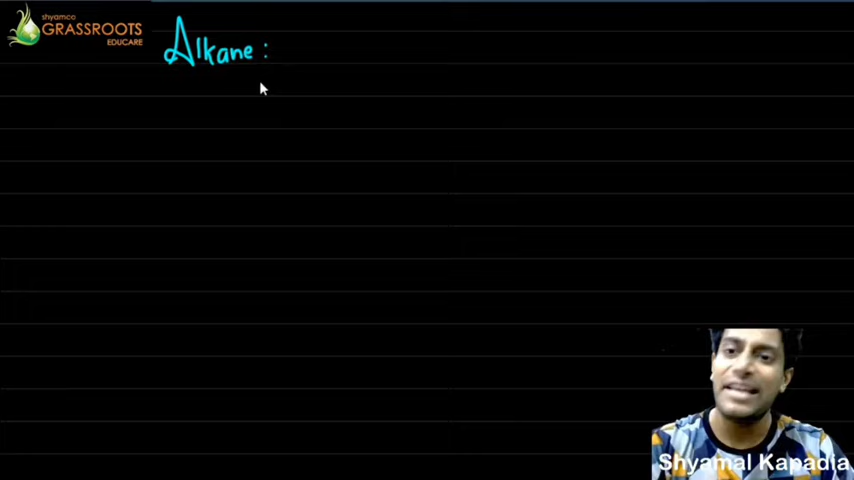 shyamco
GRASSROOTS
EDUCARE
Alkane :
Shyamal Kapadia